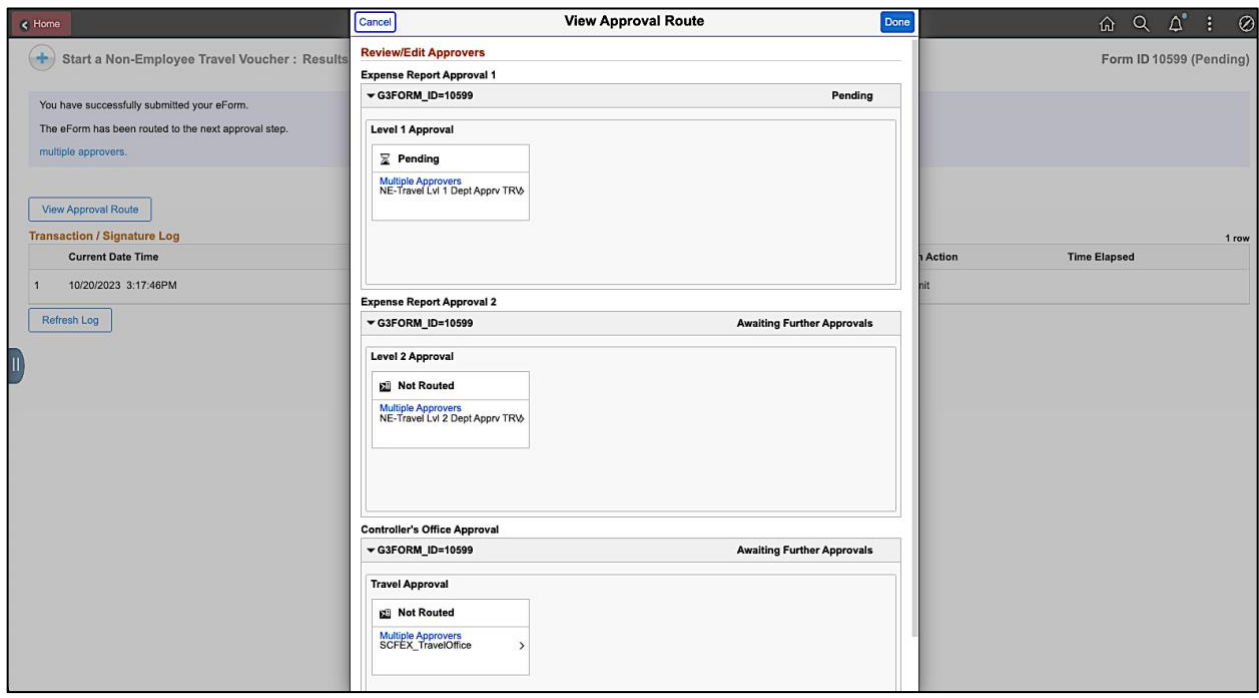 Home
Start a Non-Employee Travel Voucher : Results
Form ID 10599 (Pending)
You have successfully submitted your eForm.
The eForm has been routed to the next approval step.
multiple approvers.
View Approval Route
Transaction / Signature Log
1 row
Current Date Time
n Action
Time Elapsed
1 10/20/2023 3:17:46PM
nit
Refresh Log
Cancel
View Approval Route
Done
Review/Edit Approvers
Expense Report Approval 1
G3FORM_ID=10599 Pending
Level 1 Approval
Pending
Multiple Approvers
NE-Travel Lvl 1 Dept Apprv TRV
Expense Report Approval 2
G3FORM_ID=10599 Awaiting Further Approvals
Level 2 Approval
Not Routed
Multiple Approvers
NE-Travel Lvl 2 Dept Apprv TRV
Controller's Office Approval
G3FORM_ID=10599 Awaiting Further Approvals
Travel Approval
Not Routed
Multiple Approvers
SCFEX_TravelOffice